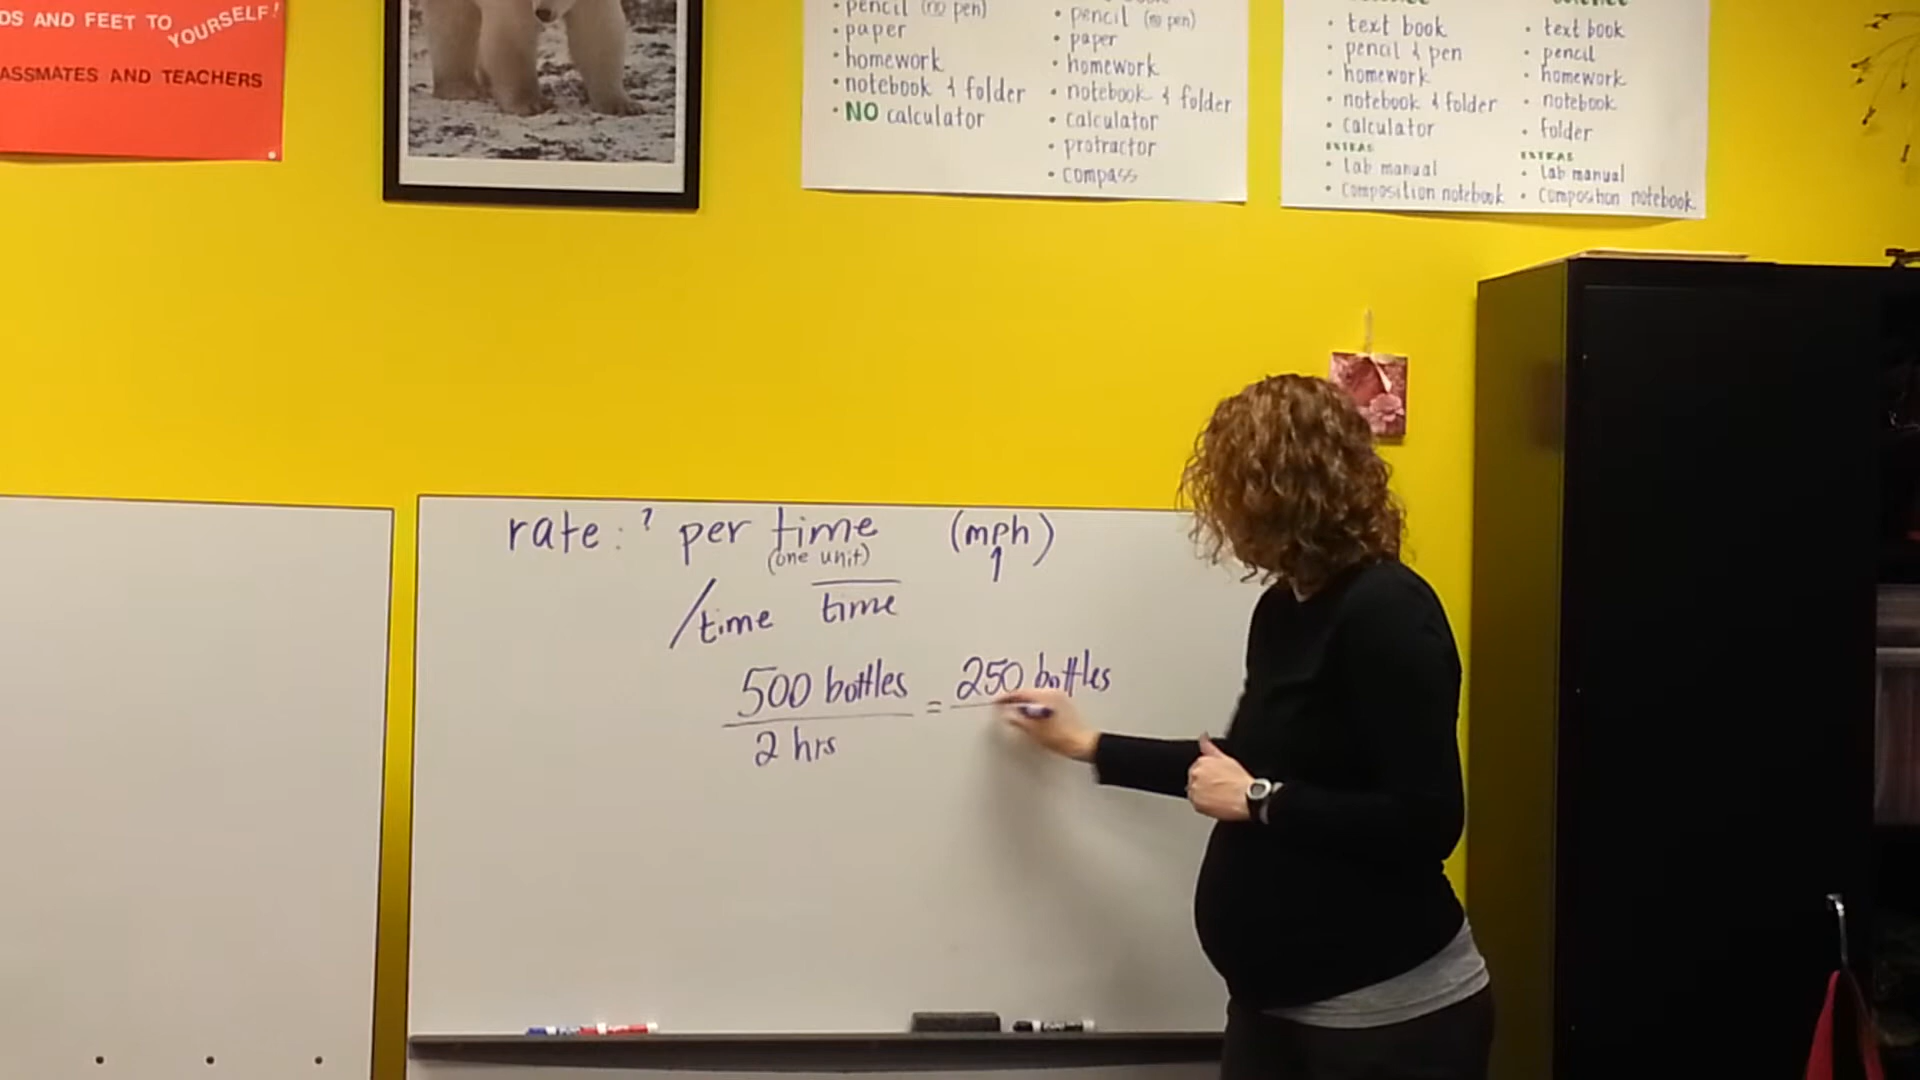 DS AND FEET TO YOURSELF!
ASSMATES AND TEACHERS
• pencil (no pen)
• paper
• homework
• notebook & folder
• NO calculator
• pencil (no pen)
• paper
• homework
• notebook & folder
• calculator
• protractor
• compass
• text book
• pencil & pen
• homework
• notebook & folder
• calculator
EXTRAS
• lab manual
• composition notebook
• text book
• pencil
• homework
• notebook
• folder
EXTRAS
• lab manual
• composition notebook
rate: ? per time (mph)
(one unit)
/time time
500 bottles = 250 bottles
2 hrs